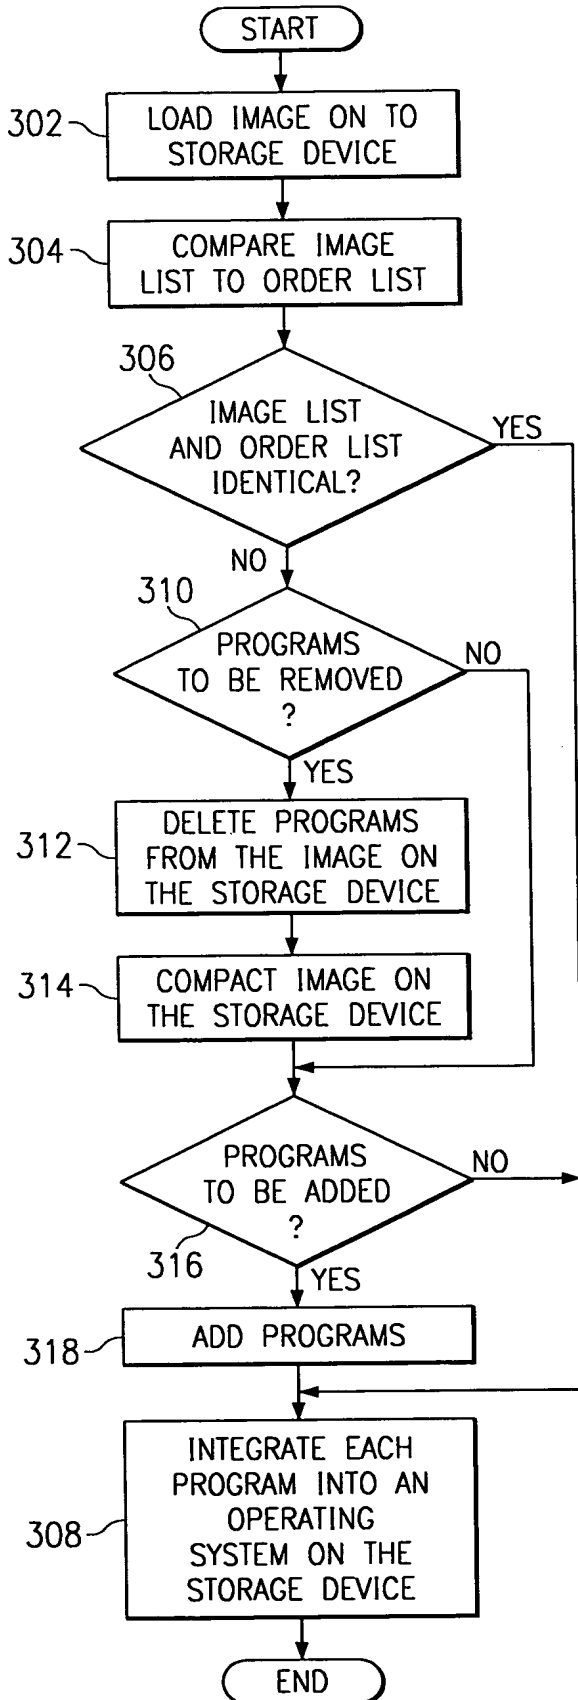 START
302
LOAD IMAGE ON TO
STORAGE DEVICE
304
COMPARE IMAGE
LIST TO ORDER LIST
306
IMAGE LIST
AND ORDER LIST
IDENTICAL?
YES
NO
310
PROGRAMS
TO BE REMOVED
?
NO
YES
312
DELETE PROGRAMS
FROM THE IMAGE ON
THE STORAGE DEVICE
314
COMPACT IMAGE ON
THE STORAGE DEVICE
PROGRAMS
TO BE ADDED
?
NO
316
YES
318
ADD PROGRAMS
308
INTEGRATE EACH
PROGRAM INTO AN
OPERATING
SYSTEM ON THE
STORAGE DEVICE
END